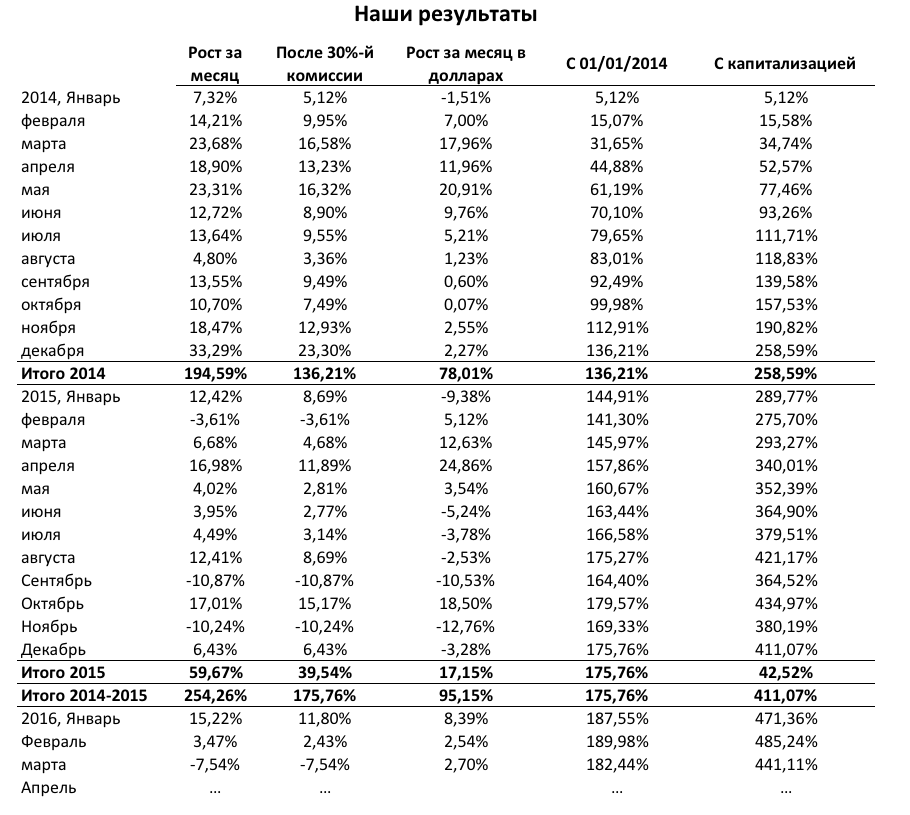 Наши результаты
Рост за месяц После 30%-й комиссии Рост за месяц в долларах С 01/01/2014 С капитализацией
2014, Январь 7,32% 5,12% -1,51% 5,12% 5,12%
февраля 14,21% 9,95% 7,00% 15,07% 15,58%
марта 23,68% 16,58% 17,96% 31,65% 34,74%
апреля 18,90% 13,23% 11,96% 44,88% 52,57%
мая 23,31% 16,32% 20,91% 61,19% 77,46%
июня 12,72% 8,90% 9,76% 70,10% 93,26%
июля 13,64% 9,55% 5,21% 79,65% 111,71%
августа 4,80% 3,36% 1,23% 83,01% 118,83%
сентября 13,55% 9,49% 0,60% 92,49% 139,58%
октября 10,70% 7,49% 0,07% 99,98% 157,53%
ноября 18,47% 12,93% 2,55% 112,91% 190,82%
декабря 33,29% 23,30% 2,27% 136,21% 258,59%
Итого 2014 194,59% 136,21% 78,01% 136,21% 258,59%
2015, Январь 12,42% 8,69% -9,38% 144,91% 289,77%
февраля -3,61% -3,61% 5,12% 141,30% 275,70%
марта 6,68% 4,68% 12,63% 145,97% 293,27%
апреля 16,98% 11,89% 24,86% 157,86% 340,01%
мая 4,02% 2,81% 3,54% 160,67% 352,39%
июня 3,95% 2,77% -5,24% 163,44% 364,90%
июля 4,49% 3,14% -3,78% 166,58% 379,51%
августа 12,41% 8,69% -2,53% 175,27% 421,17%
Сентябрь -10,87% -10,87% -10,53% 164,40% 364,52%
Октябрь 17,01% 15,17% 18,50% 179,57% 434,97%
Ноябрь -10,24% -10,24% -12,76% 169,33% 380,19%
Декабрь 6,43% 6,43% -3,28% 175,76% 411,07%
Итого 2015 59,67% 39,54% 17,15% 175,76% 42,52%
Итого 2014-2015 254,26% 175,76% 95,15% 175,76% 411,07%
2016, Январь 15,22% 11,80% 8,39% 187,55% 471,36%
Февраль 3,47% 2,43% 2,54% 189,98% 485,24%
марта -7,54% -7,54% 2,70% 182,44% 441,11%
Апрель ... ... ... ...